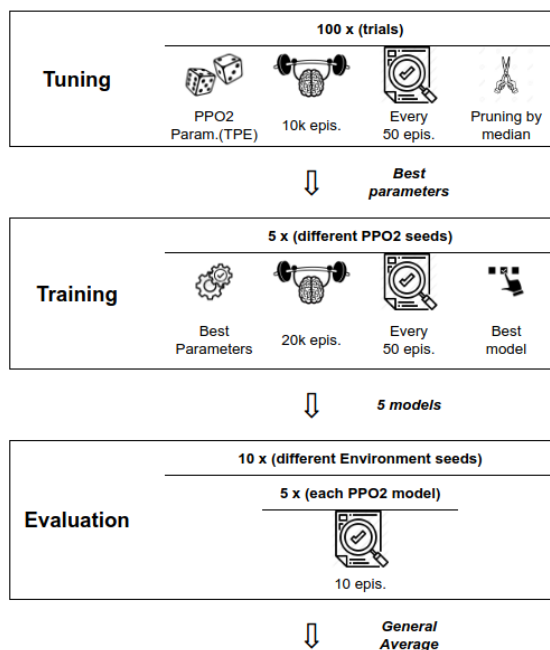 100 x (trials)
Tuning
PPO2
Param.(TPE)
10k epis.
Every
50 epis.
Pruning by
median
Best
parameters
5 x (different PPO2 seeds)
Training
Best
Parameters
20k epis.
Every
50 epis.
Best
model
5 models
10 x (different Environment seeds)
5 x (each PPO2 model)
Evaluation
10 epis.
General
Average